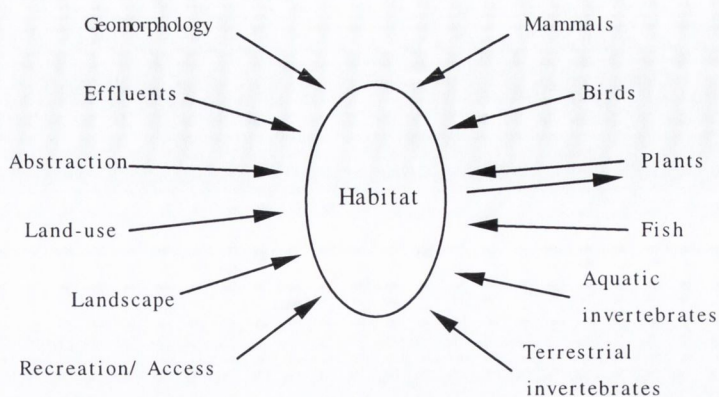 Geomorphology
Mammals
Effluents
Birds
Abstraction
Plants
Habitat
Land-use
Fish
Landscape
Aquatic
invertebrates
Recreation/ Access
Terrestrial
invertebrates